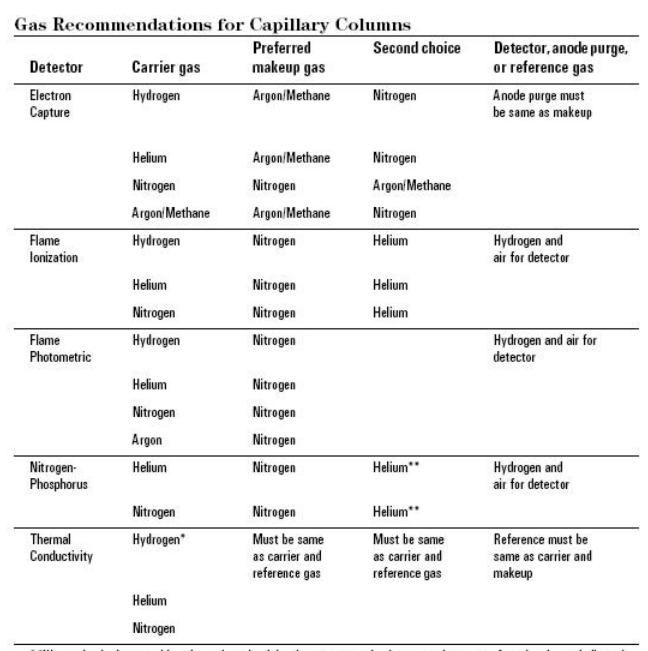 Gas Recommendations for Capillary Columns
Preferred Second choice Detector, anode purge,
Detector Carrier gas makeup gas or reference gas
Electron Hydrogen Argon/Methane Nitrogen Anode purge must
Capture be same as makeup
Helium Argon/Methane Nitrogen
Nitrogen Nitrogen Argon/Methane
Argon/Methane Argon/Methane Nitrogen
Flame Hydrogen Nitrogen Helium Hydrogen and
Ionization air for detector
Helium Nitrogen Helium
Nitrogen Nitrogen Helium
Flame Hydrogen Nitrogen Hydrogen and air for
Photometric detector
Helium Nitrogen
Nitrogen Nitrogen
Argon Nitrogen
Nitrogen- Helium Nitrogen Helium** Hydrogen and
Phosphorus air for detector
Nitrogen Nitrogen Helium**
Thermal Hydrogen* Must be same Must be same Reference must be
Conductivity as carrier and as carrier and same as carrier and
reference gas reference gas makeup
Helium
Nitrogen